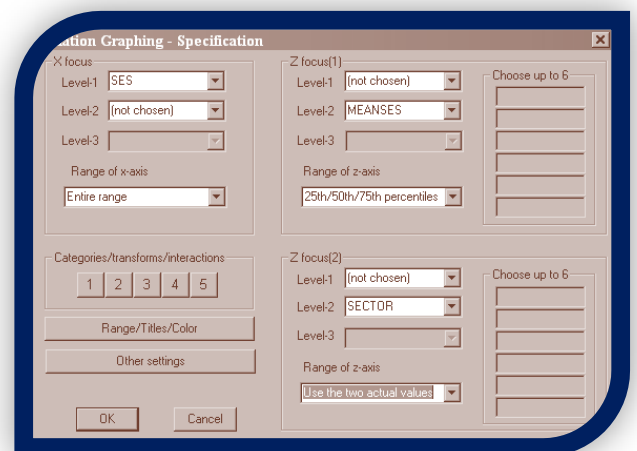 ation Graphing - Specification
X focus
Level-1 SES
Level-2 (not chosen)
Level-3
Range of x-axis
Entire range
Categories/transforms/interactions
1 2 3 4 5
Range/Titles/Color
Other settings
OK Cancel
Z focus(1)
Level-1 (not chosen)
Level-2 MEANSES
Level-3
Range of z-axis
25th/50th/75th percentiles
Choose up to 6
Z focus(2)
Level-1 (not chosen)
Level-2 SECTOR
Level-3
Range of z-axis
Use the two actual values
Choose up to 6